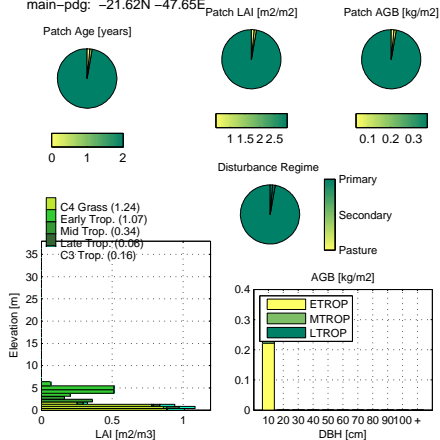 main-pdg: -21.62N -47.65E
Patch Age [years]
Patch LAI [m2/m2]
Patch AGB [kg/m2]
0 1 2
1 1.5 2 2.5
0.1 0.2 0.3
Disturbance Regime
Primary
Secondary
Pasture
C4 Grass (1.24)
Early Trop. (1.07)
Mid Trop. (0.34)
Late Trop. (0.06)
C3 Trop. (0.16)
Elevation [m]
35
30
25
20
15
10
5
0
0 0.5 1
LAI [m2/m3]
AGB [kg/m2]
ETROP
MTROP
LTROP
0.4
0.3
0.2
0.1
0
10 20 30 40 50 60 70 80 90100 +
DBH [cm]